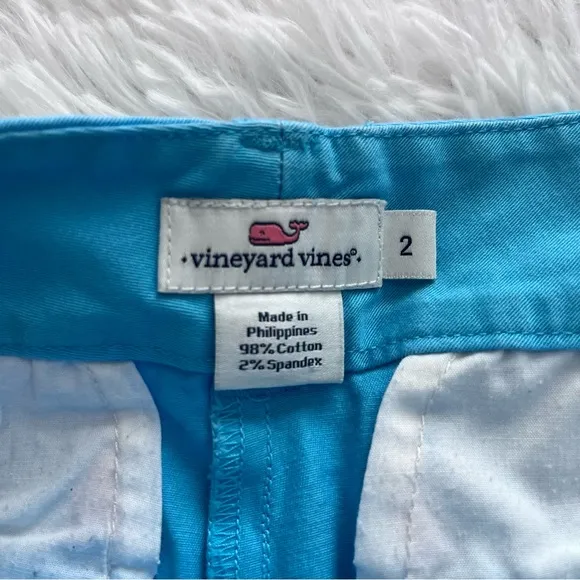 • vineyard vines® •
2
Made in
Philippines
98% Cotton
2% Spandex